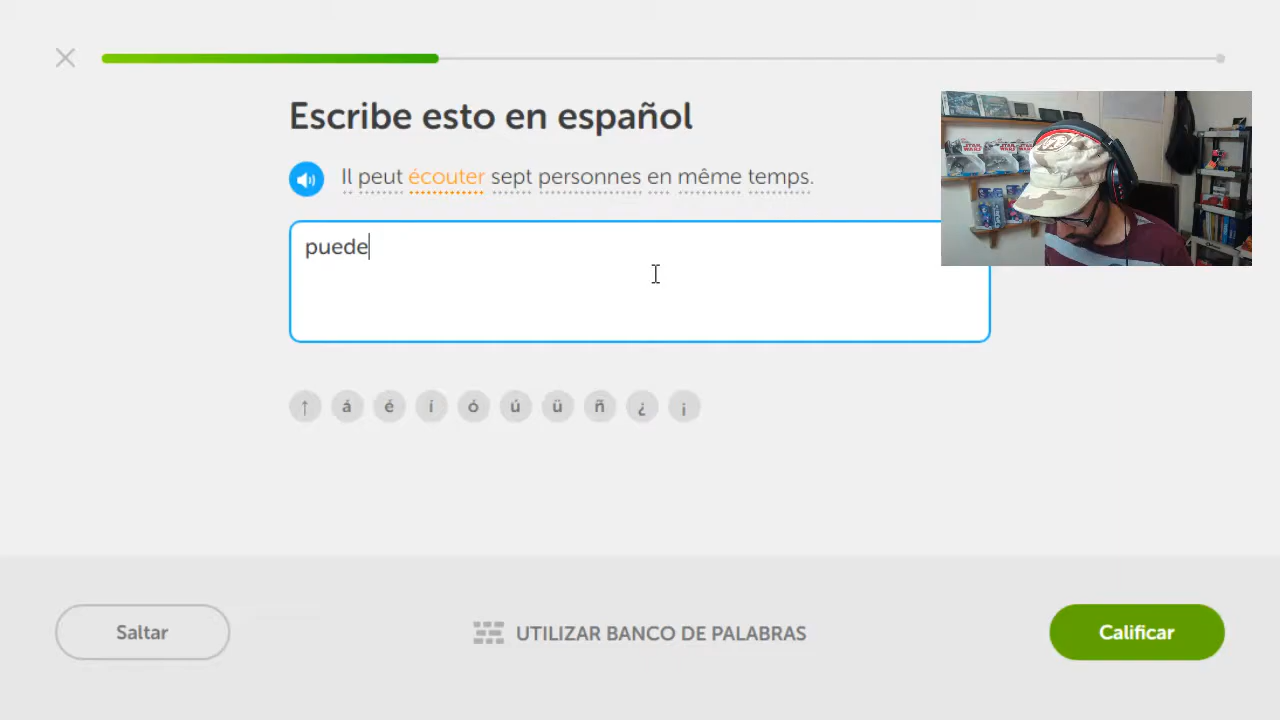 Escribe esto en español
Il peut écouter sept personnes en même temps.
puede
↑ á é í ó ú ü ñ ¿ ¡
Saltar
UTILIZAR BANCO DE PALABRAS
Calificar